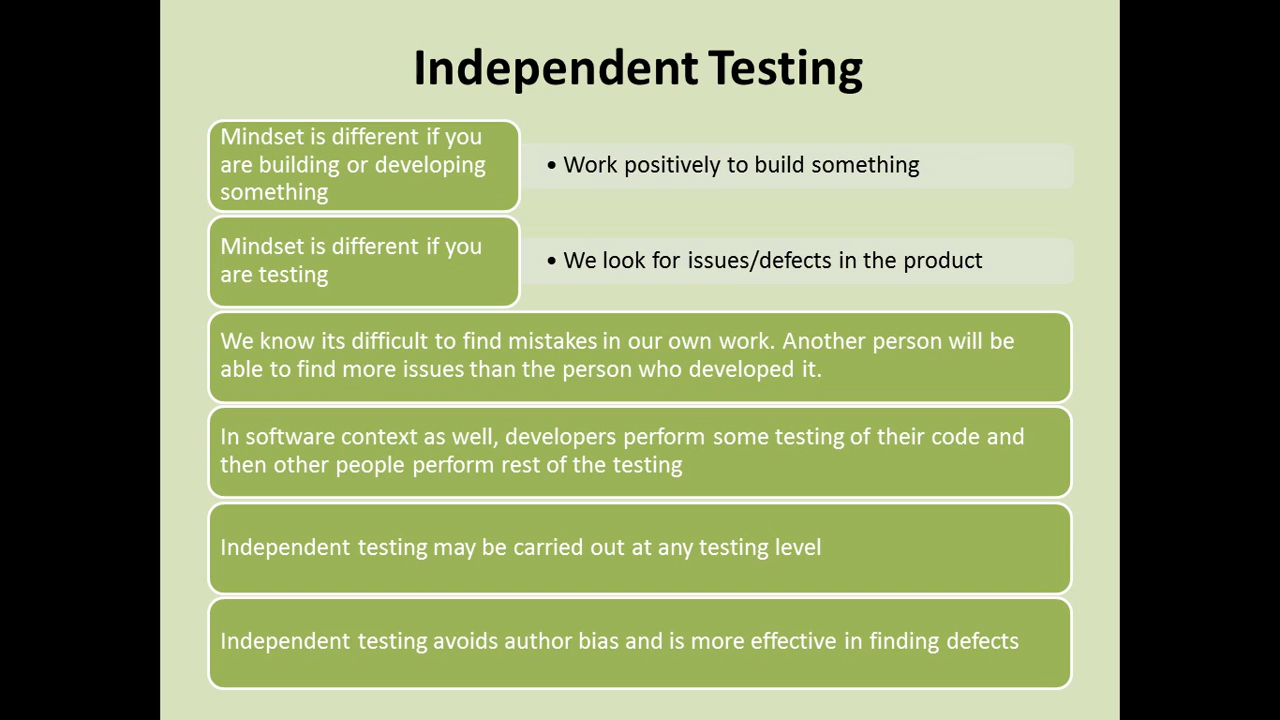 Independent Testing
Mindset is different if you
are building or developing
something
• Work positively to build something
Mindset is different if you
are testing
• We look for issues/defects in the product
We know its difficult to find mistakes in our own work. Another person will be
able to find more issues than the person who developed it.
In software context as well, developers perform some testing of their code and
then other people perform rest of the testing
Independent testing may be carried out at any testing level
Independent testing avoids author bias and is more effective in finding defects